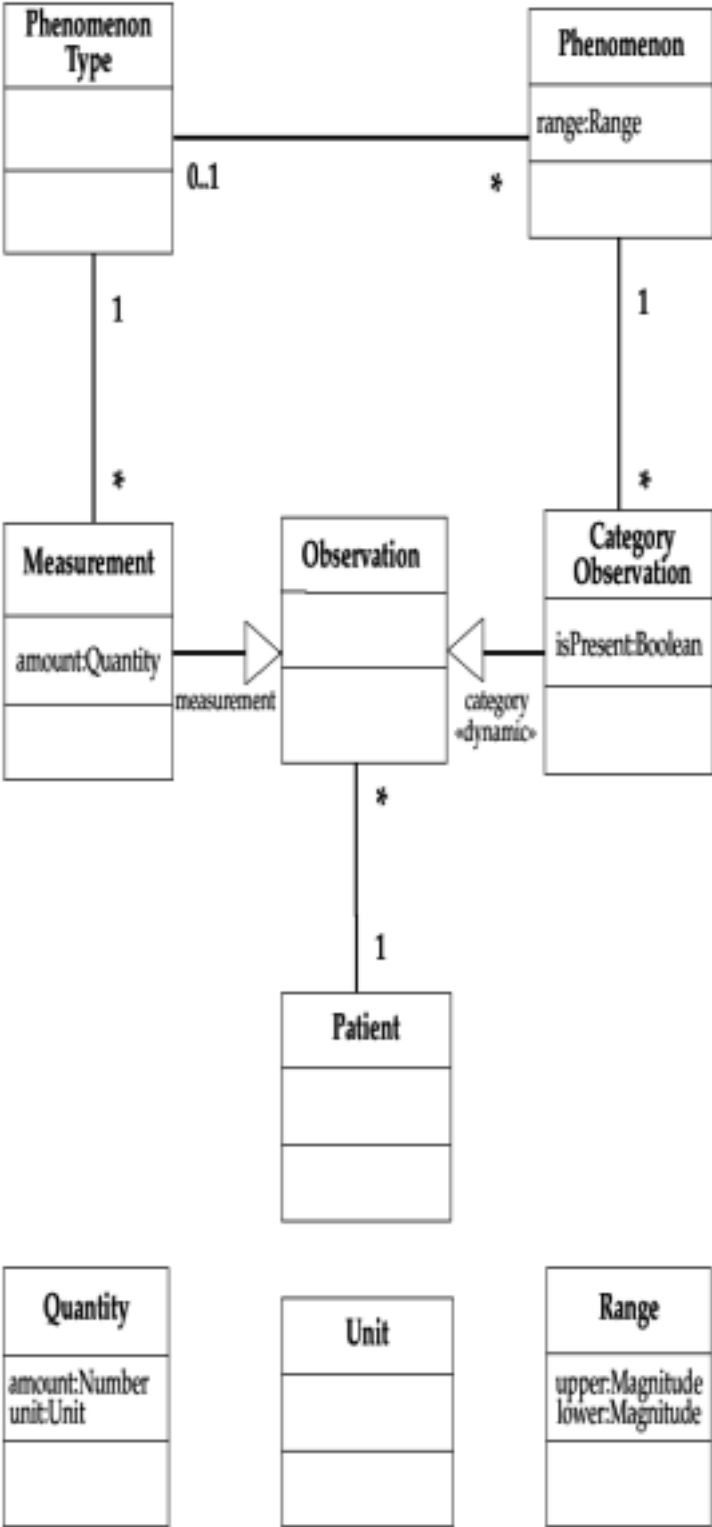 Phenomenon
Type
Phenomenon
range:Range
0..1
*
1
1
*
*
Measurement
amount:Quantity
measurement
Observation
Category
Observation
isPresent:Boolean
category
«dynamic»
*
1
Patient
Quantity
amount:Number
unit:Unit
Unit
Range
upper:Magnitude
lower:Magnitude